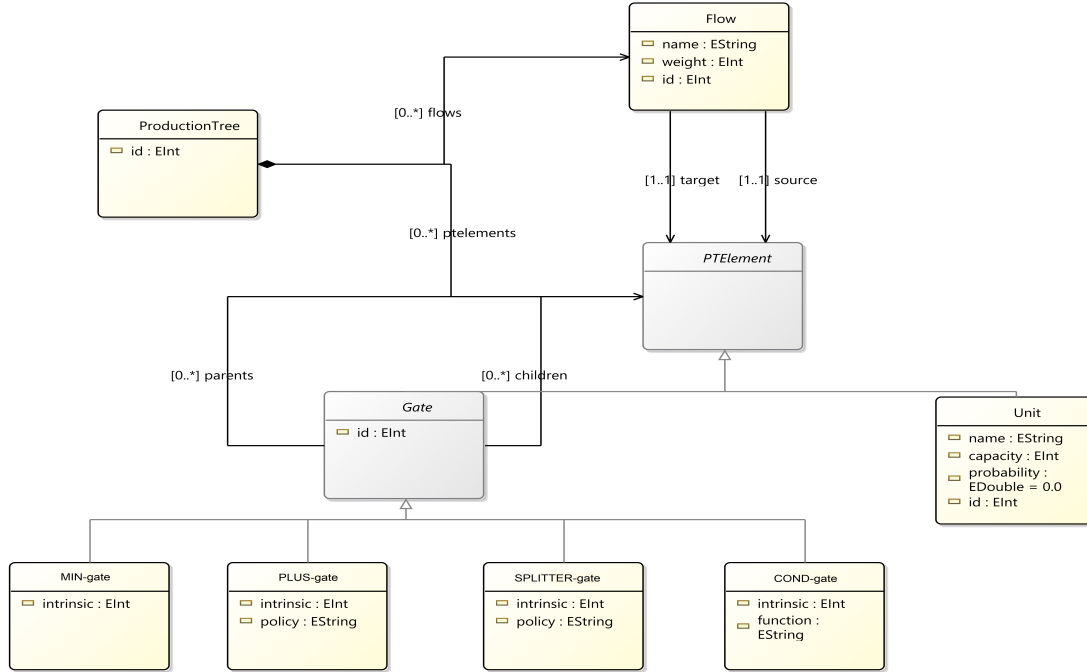 Flow
name : EString
weight : EInt
id : EInt
[0..*] flows
ProductionTree
id : EInt
[1..1] target
[1..1] source
[0..*] ptelements
PTElement
[0..*] parents
[0..*] children
Gate
id : EInt
Unit
name : EString
capacity : EInt
probability :
EDouble = 0.0
id : EInt
MIN-gate
intrinsic : EInt
PLUS-gate
intrinsic : EInt
policy : EString
SPLITTER-gate
intrinsic : EInt
policy : EString
COND-gate
intrinsic : EInt
function :
EString